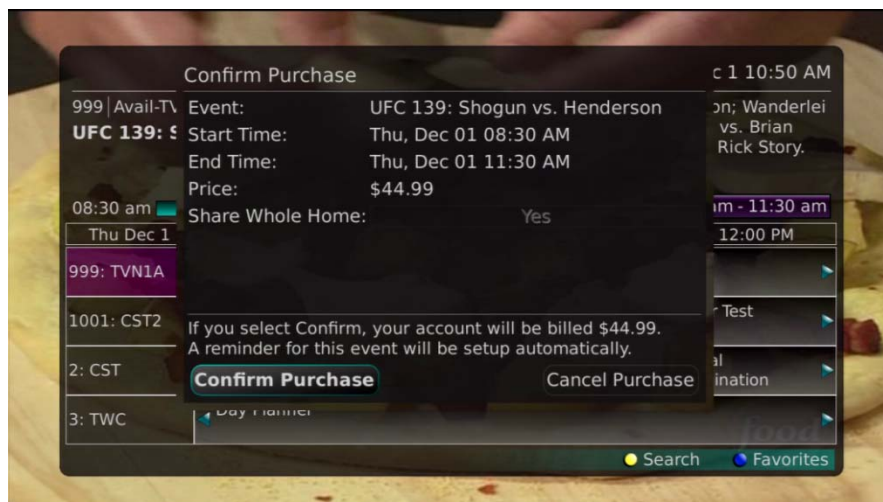 Confirm Purchase
c 1 10:50 AM
999 | Avail-TV
UFC 139: S
on; Wanderlei
vs. Brian
Rick Story.
Event: UFC 139: Shogun vs. Henderson
Start Time: Thu, Dec 01 08:30 AM
End Time: Thu, Dec 01 11:30 AM
Price: $44.99
Share Whole Home: Yes
08:30 am
am - 11:30 am
Thu Dec 1
12:00 PM
999: TVN1A
1001: CST2
r Test
If you select Confirm, your account will be billed $44.99.
A reminder for this event will be setup automatically.
2: CST
al
ination
Confirm Purchase Cancel Purchase
3: TWC
Day Planner
food
Search Favorites